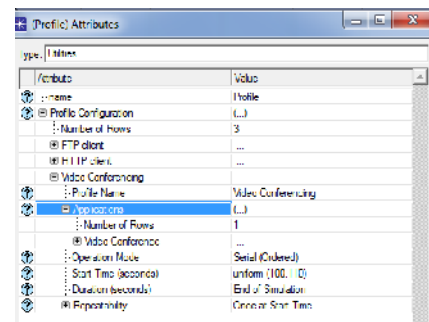 (Profile) Attributes
Type: Utilities
Attribute Value
name Profile
Profile Configuration (...)
Number of Rows 3
FTP client ...
HTTP client ...
Video Conferencing
Profile Name Video Conferencing
Applications (...)
Number of Rows 1
Video Conference ...
Operation Mode Serial (Ordered)
Start Time (seconds) uniform (100,
Duration (seconds) End of Simulation
Repeatability Once at Start Time